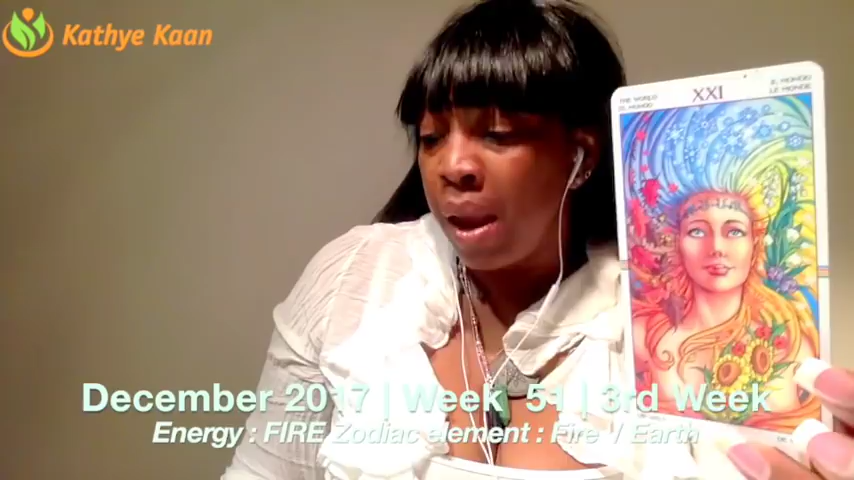 Kathye Kaan
THE WORLD
XXI
IL MONDO
LE MONDE
December 2017 | Week 51 | 3rd Week
Energy : FIRE Zodiac element : Fire / Earth